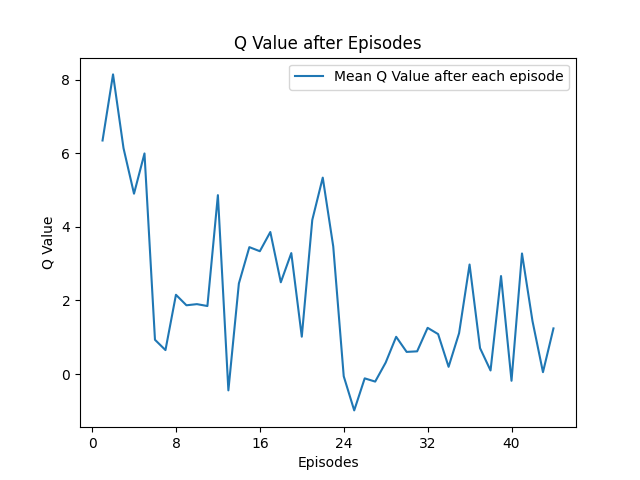 Q Value after Episodes
Mean Q Value after each episode
8
6
4
2
0
Q Value
0 8 16 24 32 40
Episodes